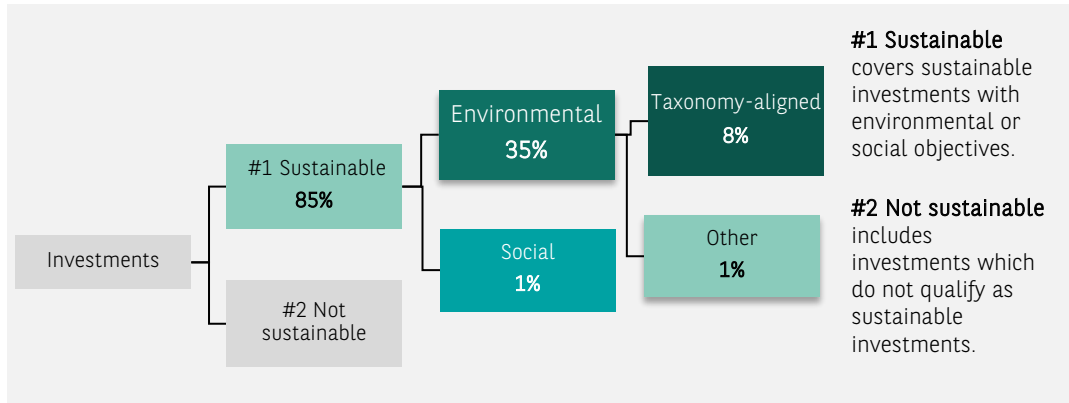 Investments
#1 Sustainable
85%
#2 Not
sustainable
Environmental
35%
Social
1%
Taxonomy-aligned
8%
Other
1%
#1 Sustainable
covers sustainable
investments with
environmental or
social objectives.
#2 Not sustainable
includes
investments which
do not qualify as
sustainable
investments.